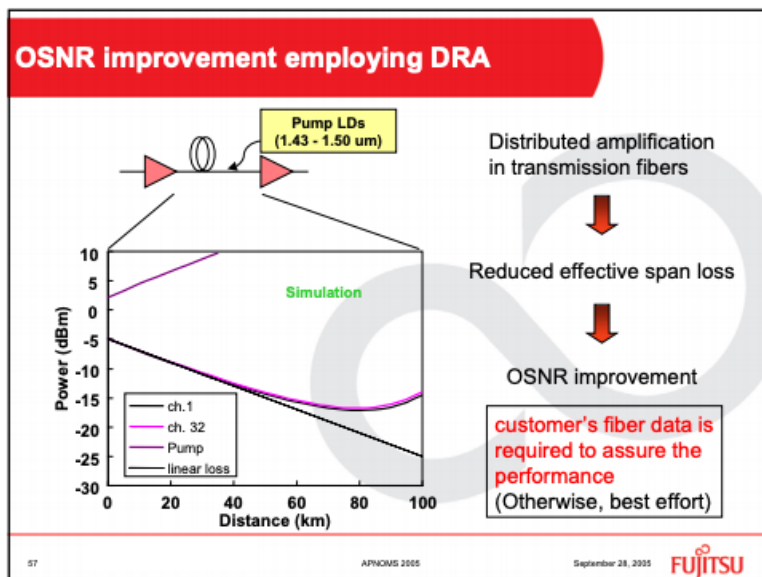 OSNR improvement employing DRA
Pump LDs
(1.43 - 1.50 um)
Distributed amplification
in transmission fibers
Reduced effective span loss
OSNR improvement
customer's fiber data is
required to assure the
performance
(Otherwise, best effort)
Simulation
Power (dBm)
10
5
0
-5
-10
-15
-20
-25
-30
ch.1
ch. 32
Pump
linear loss
0 20 40 60 80 100
Distance (km)
57
APNOMS 2005
September 28, 2005
FUJITSU